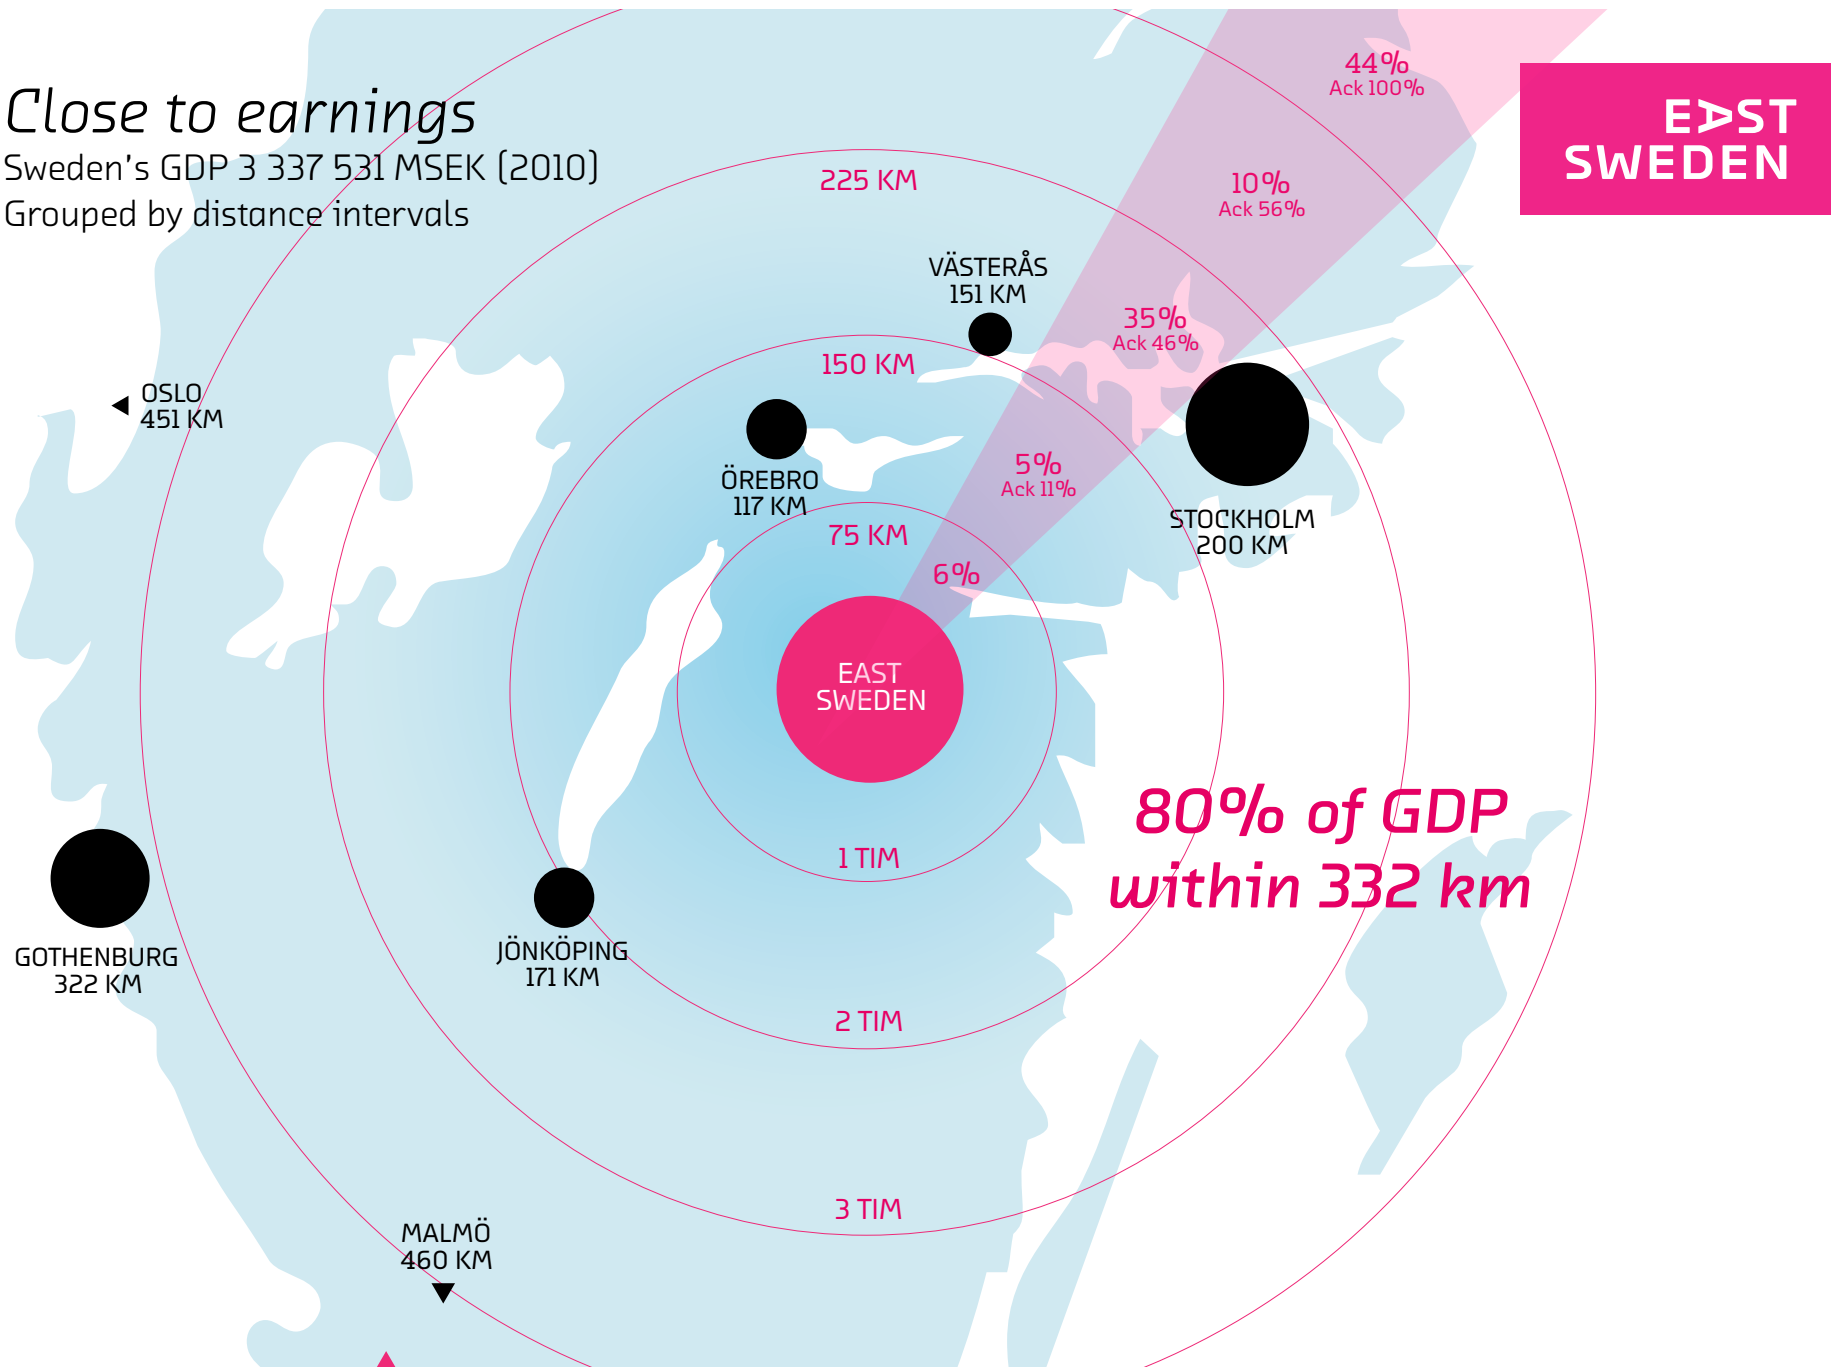 Close to earnings
Sweden's GDP 3 337 531 MSEK (2010)
Grouped by distance intervals
44%
Ack 100%
EAST
SWEDEN
10%
Ack 56%
225 KM
VÄSTERÅS
151 KM
35%
Ack 46%
150 KM
OSLO
451 KM
5%
Ack 11%
ÖREBRO
117 KM
STOCKHOLM
200 KM
75 KM
6%
EAST
SWEDEN
80% of GDP
within 332 km
1 TIM
GOTHENBURG
322 KM
JÖNKÖPING
171 KM
2 TIM
3 TIM
MALMÖ
460 KM